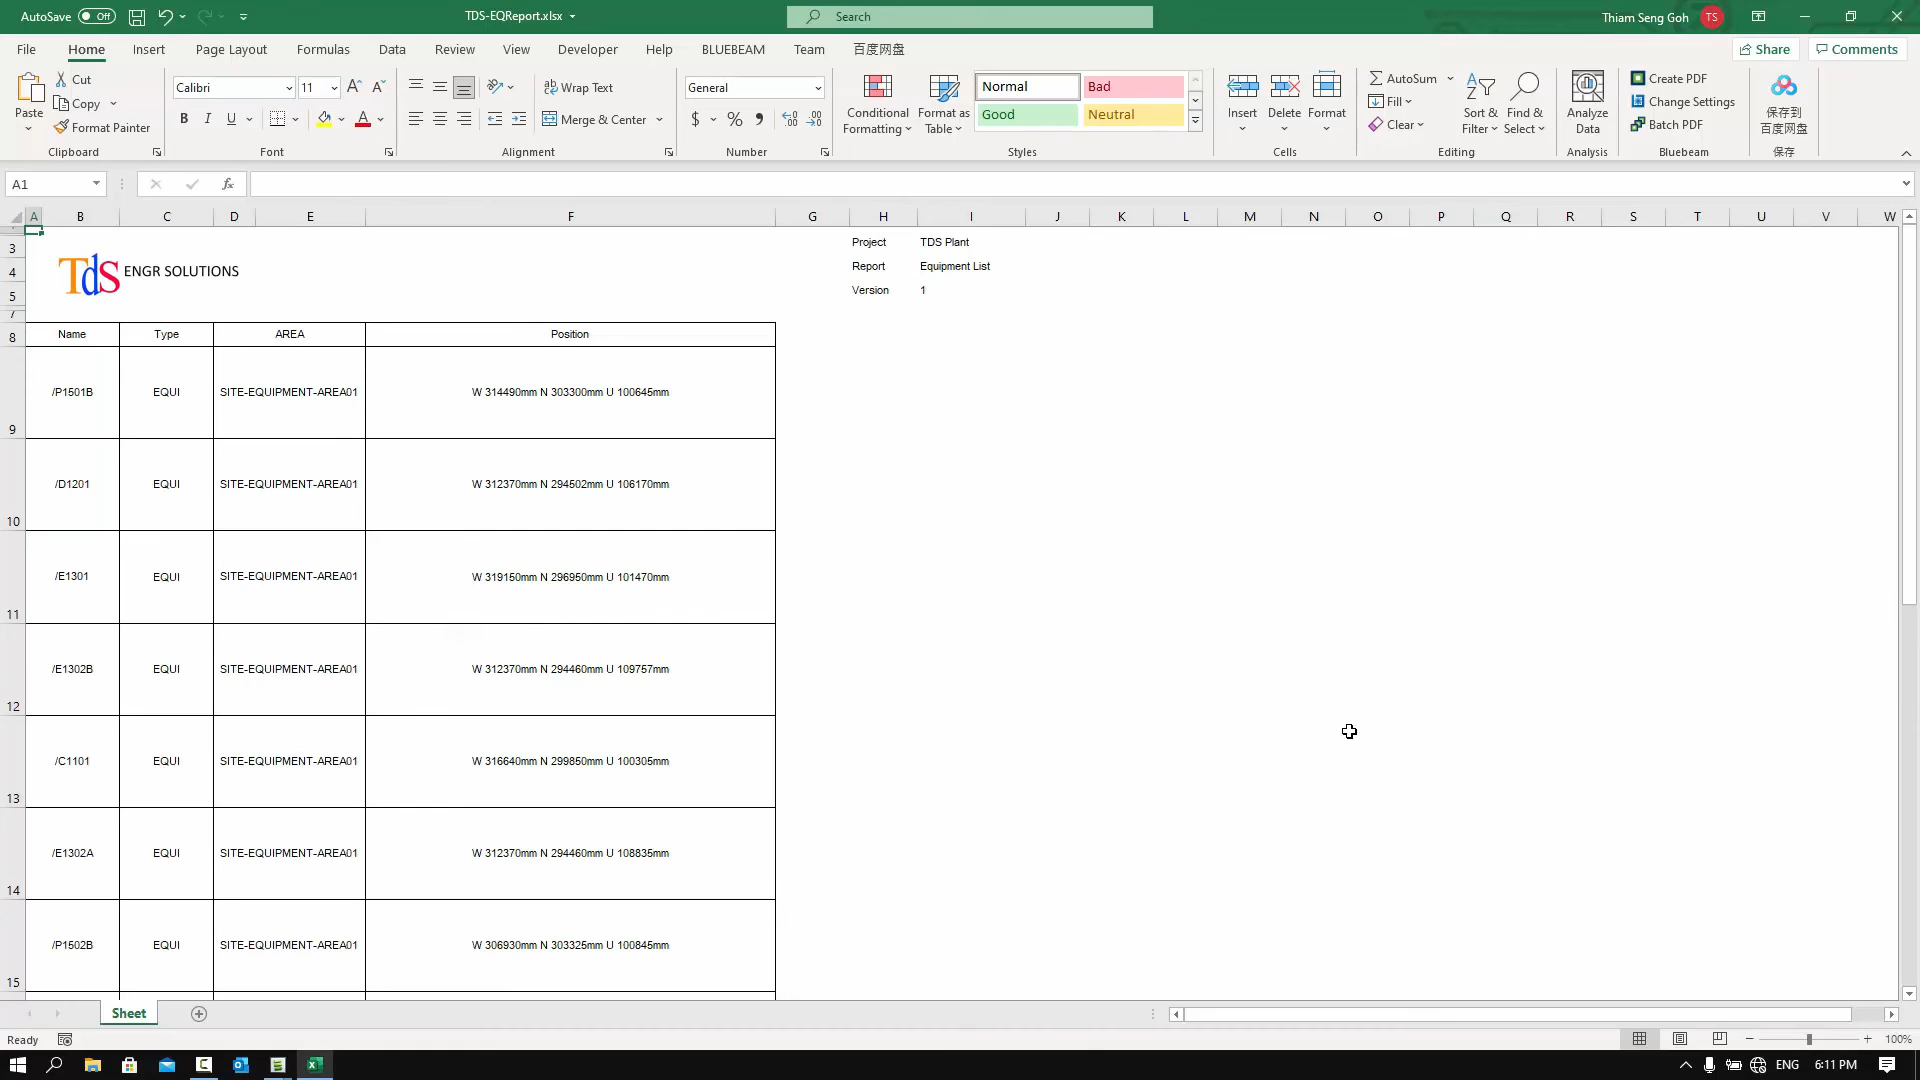 AutoSave Off TDS-EQReport.xlsx Search Thiam Seng Goh TS
File Home Insert Page Layout Formulas Data Review View Developer Help BLUEBEAM Team 百度网盘 Share Comments
Paste Cut Copy Format Painter
Clipboard
Calibri 11
B I U A
Font
Wrap Text
Merge & Center
Alignment
General
$ % 9
Number
Conditional Formatting Format as Table
Normal Bad
Good Neutral
Styles
Insert Delete Format
Cells
AutoSum
Fill
Clear
Sort & Filter Find & Select
Editing
Analyze Data
Analysis
Create PDF
Change Settings
Batch PDF
Bluebeam
保存到百度网盘
保存
A1 fx
A B C D E F G H I J K L M N O P Q R S T U V W
3 Project TDS Plant
4 TdS ENGR SOLUTIONS Report Equipment List
5 Version 1
7
8 Name Type AREA Position
9 /P1501B EQUI SITE-EQUIPMENT-AREA01 W 314490mm N 303300mm U 100645mm
10 /D1201 EQUI SITE-EQUIPMENT-AREA01 W 312370mm N 294502mm U 106170mm
11 /E1301 EQUI SITE-EQUIPMENT-AREA01 W 319150mm N 296950mm U 101470mm
12 /E1302B EQUI SITE-EQUIPMENT-AREA01 W 312370mm N 294460mm U 109757mm
13 /C1101 EQUI SITE-EQUIPMENT-AREA01 W 316640mm N 299850mm U 100305mm
14 /E1302A EQUI SITE-EQUIPMENT-AREA01 W 312370mm N 294460mm U 108835mm
15 /P1502B EQUI SITE-EQUIPMENT-AREA01 W 306930mm N 303325mm U 100845mm
Sheet
Ready 100%
ENG 6:11 PM